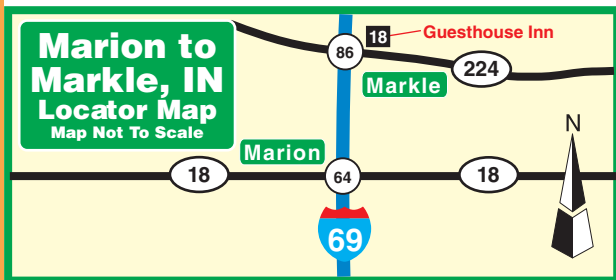 Marion to
Markle, IN
Locator Map
Map Not To Scale
86
18
Guesthouse Inn
224
Markle
N
Marion
18
64
18
69